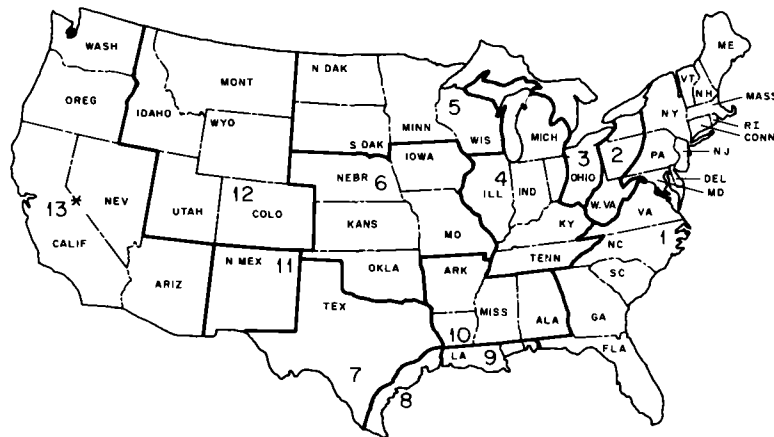 WASH
MONT
N DAK
ME
VT
NH
MASS
OREG
IDAHO
WYO
S DAK
MINN
5
WIS
MICH
NY
RI
CONN
NJ
3
2
PA
OHIO
IOWA
NEBR
6
4
ILL
IND
DEL
MD
W.VA
VA
12
13
NEV
UTAH
COLO
KANS
MO
KY
1
NC
CALIF
*
TENN
SC
ARIZ
N MEX
11
OKLA
ARK
TEX
MISS
ALA
GA
10
LA
9
FLA
7
8